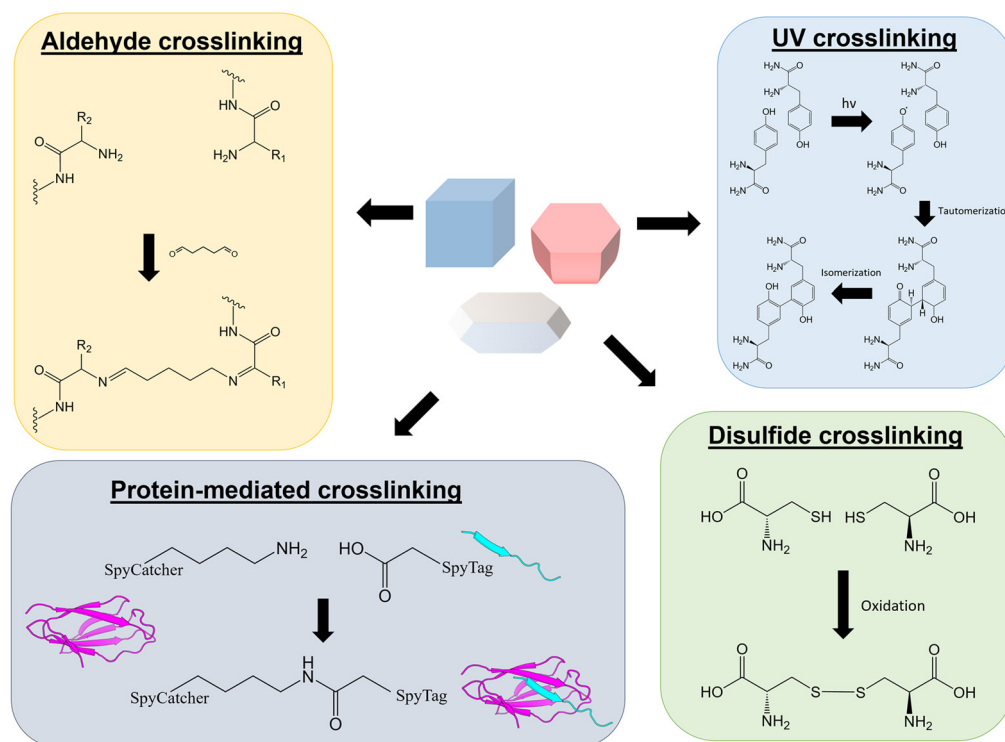 Aldehyde crosslinking
R2
O
NH2
NH
HN
O
H2N
R1
O
O
R2
O
N
NH
HN
O
N
R1
UV crosslinking
H2N
O
H2N
OH
OH
H2N
H2N
O
hν
H2N
O
H2N
O·
OH
H2N
H2N
O
Tautomerization
H2N
O
H2N
O
H
H
OH
H2N
H2N
O
Isomerization
H2N
O
H2N
OH
OH
H2N
H2N
O
Protein-mediated crosslinking
NH2
SpyCatcher
HO
O
SpyTag
H
N
SpyCatcher
O
SpyTag
Disulfide crosslinking
O
HO
SH
NH2
O
HS
OH
NH2
Oxidation
O
HO
S
S
O
OH
NH2
NH2